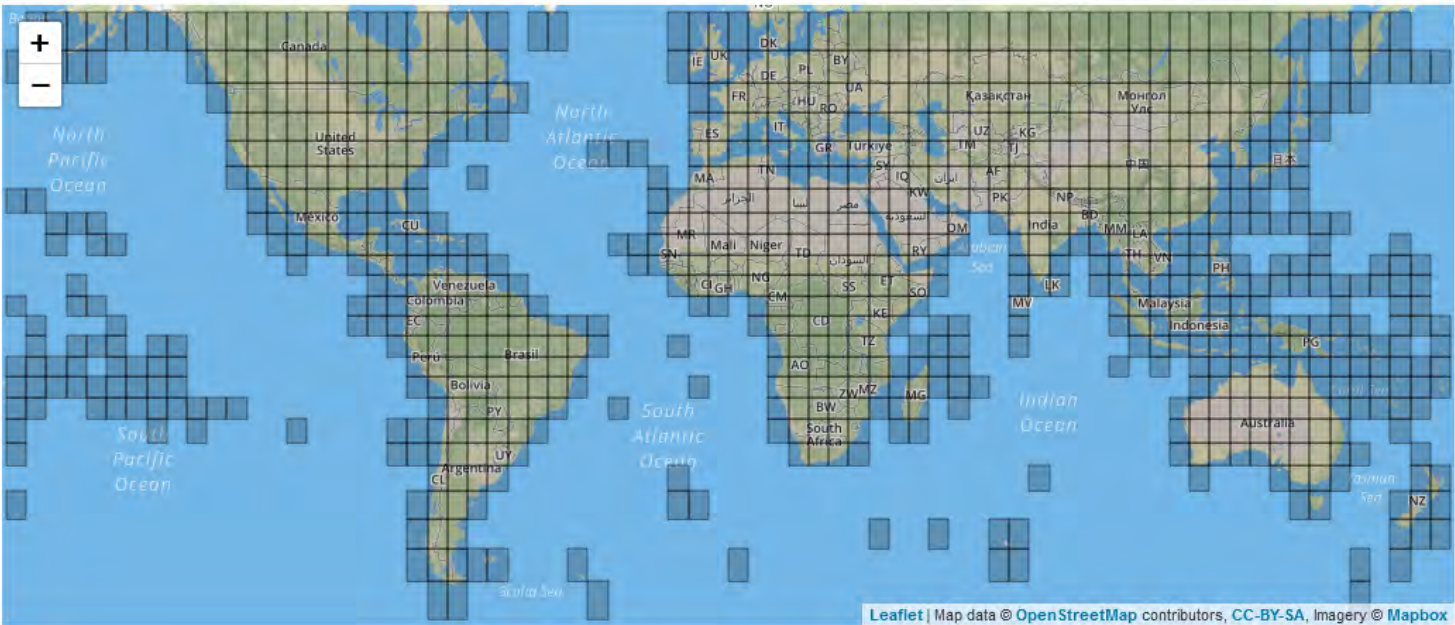 +
−
Canada
North
Pacific
Ocean
United
States
México
CU
Venezuela
Colombia
EC
Perú
Brasil
Bolivia
PY
UY
Argentina
CL
South
Pacific
Ocean
North
Atlantic
Ocean
South
Atlantic
Ocean
Scotia Sea
DK
IE
UK
BY
PL
DE
UA
FR
HU
RO
IT
ES
GR
Türkiye
TN
MA
SY
IQ
ایران
KW
الجزائر
ليبيا
مصر
السعودية
OM
RY
MR
Mali
Niger
TD
السودان
SN
CI
GH
NG
CM
SS
ET
SO
CD
KE
TZ
AO
ZW
MZ
BW
MG
South
Africa
Қазақстан
Монгол
Улс
UZ
KG
TM
TJ
AF
PK
中国
日本
NP
BD
India
MM
LA
TH
VN
PH
Arabian
Sea
LK
MV
Malaysia
Indonesia
PG
Coral Sea
Indian
Ocean
Australia
Tasman
Sea
NZ
Leaflet | Map data © OpenStreetMap contributors, CC-BY-SA, Imagery © Mapbox